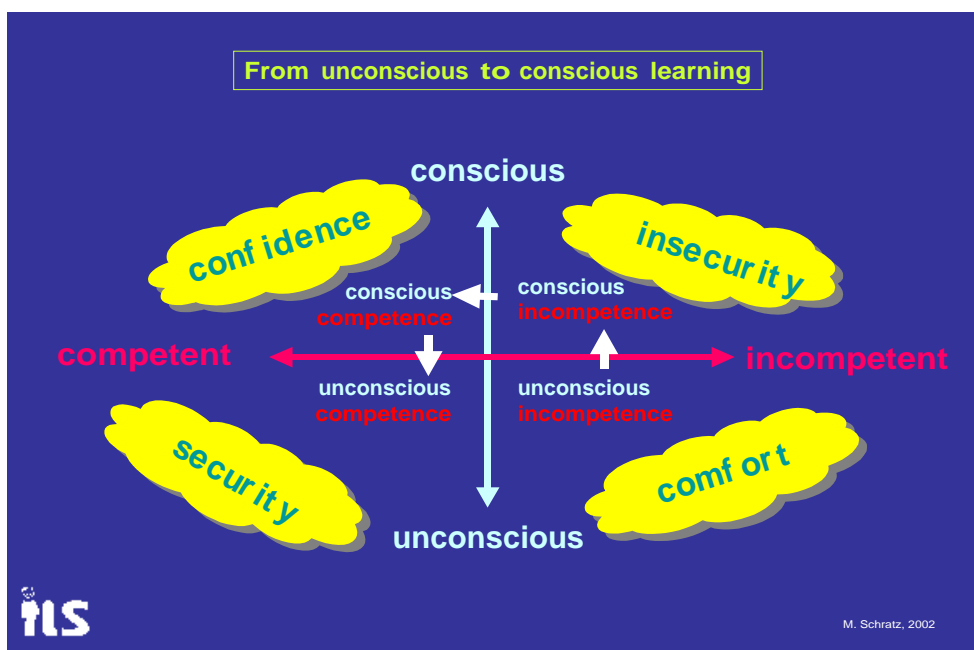 From unconscious to conscious learning
conscious
confidence
insecurity
conscious
competence
conscious
incompetence
competent
incompetent
unconscious
competence
unconscious
incompetence
security
comfort
unconscious
ILS
M. Schratz, 2002